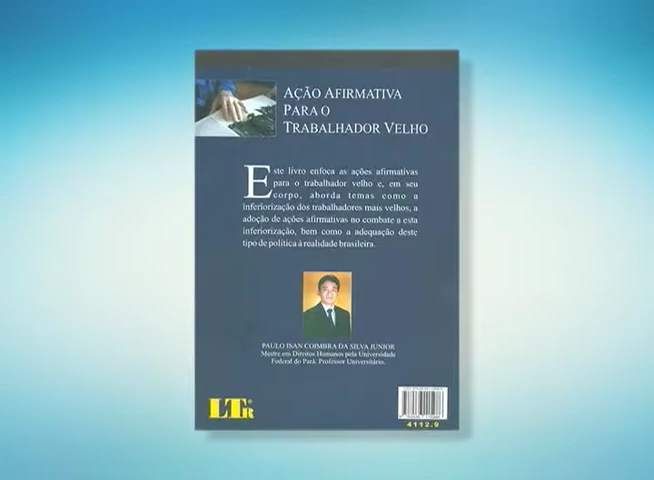 AÇÃO AFIRMATIVA
PARA O
TRABALHADOR VELHO
Este livro enfoca as ações afirmativas
para o trabalhador velho e, em seu
corpo, aborda temas como a
inferiorização dos trabalhadores mais velhos, a
adoção de ações afirmativas no combate a esta
inferiorização, bem como a adequação deste
tipo de política à realidade brasileira.
PAULO ISAN COIMBRA DA SILVA JUNIOR
Mestre em Direitos Humanos pela Universidade
Federal do Pará. Professor Universitário.
LTR®
4112.9